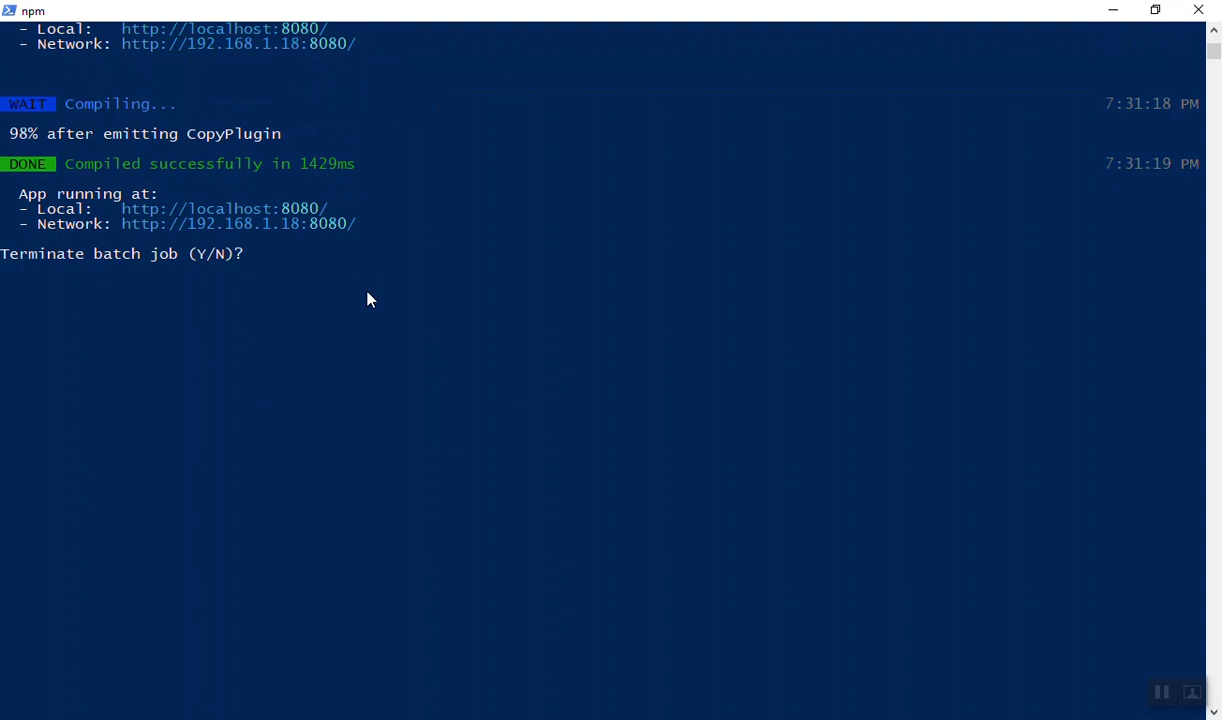 npm
- Local:   http://localhost:8080/
- Network: http://192.168.1.18:8080/
WAIT  Compiling...  7:31:18 PM
98% after emitting CopyPlugin
DONE  Compiled successfully in 1429ms  7:31:19 PM
App running at:
- Local:   http://localhost:8080/
- Network: http://192.168.1.18:8080/
Terminate batch job (Y/N)?